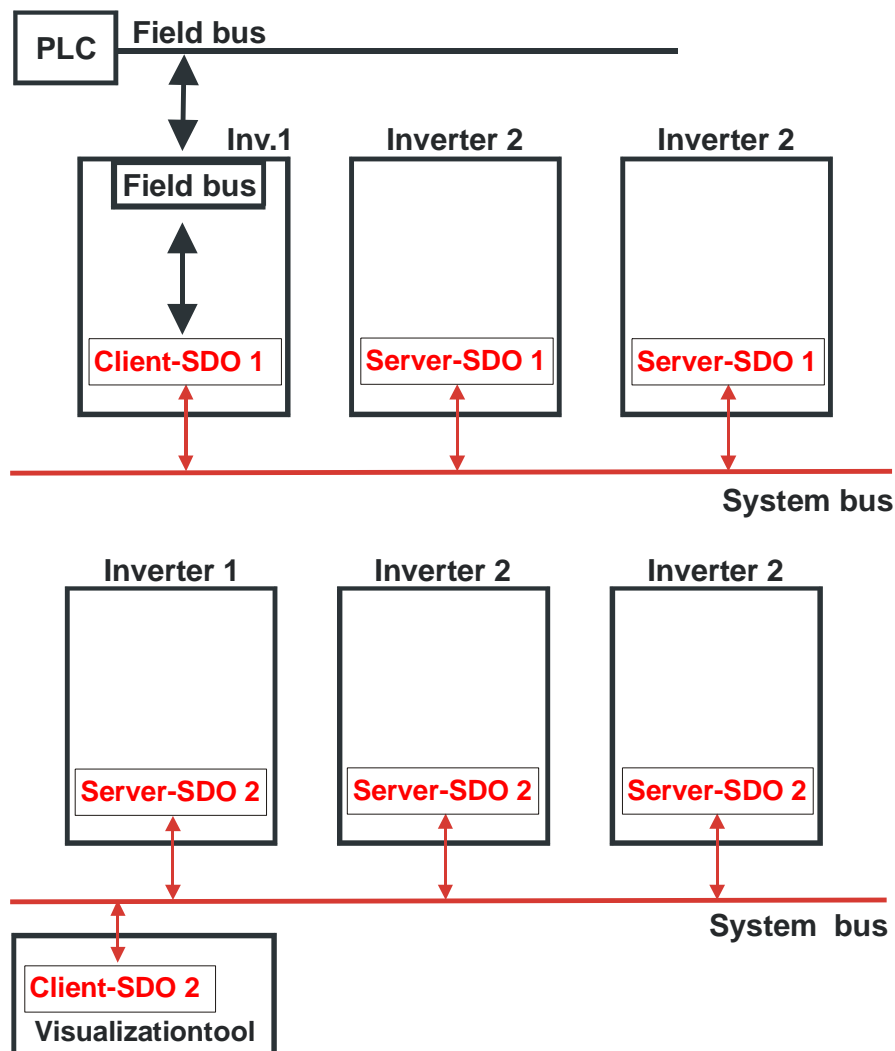 PLC
Field bus
Inv.1
Inverter 2
Inverter 2
Field bus
Client-SDO 1
Server-SDO 1
Server-SDO 1
System bus
Inverter 1
Inverter 2
Inverter 2
Server-SDO 2
Server-SDO 2
Server-SDO 2
System bus
Client-SDO 2
Visualizationtool